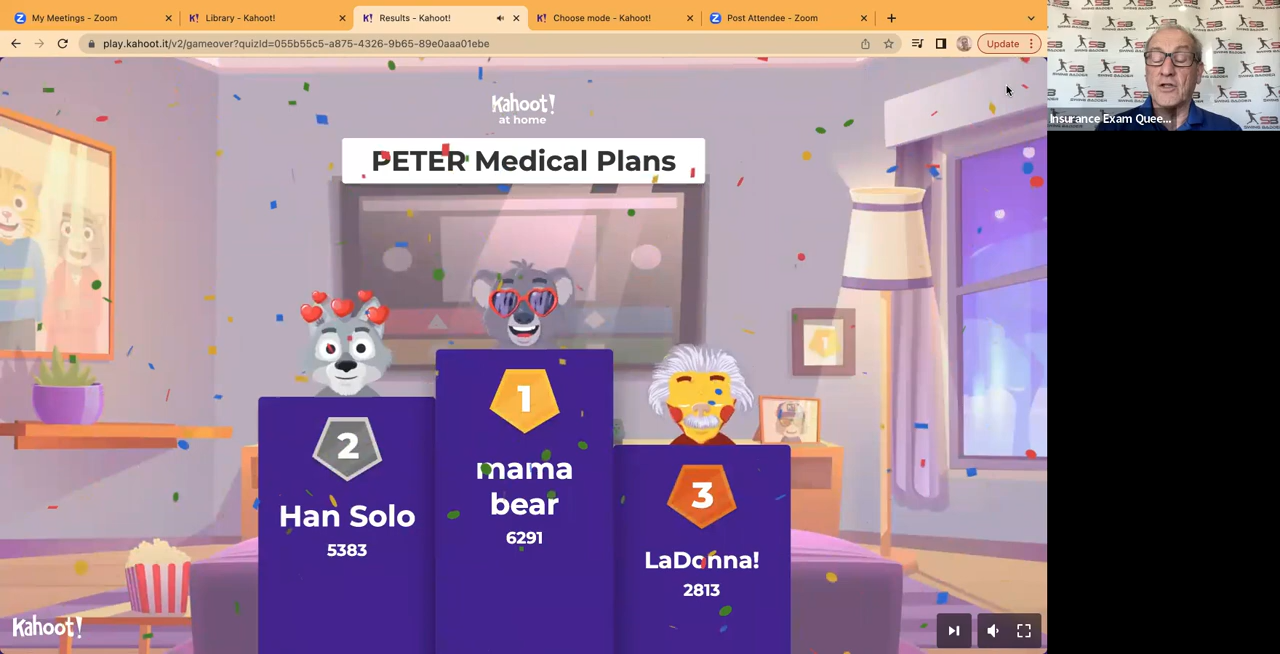 My Meetings - Zoom
Library - Kahoot!
Results - Kahoot!
Choose mode - Kahoot!
Post Attendee - Zoom
play.kahoot.it/v2/gameover?quizId=055b55c5-a875-4326-9b65-89e0aaa01ebe
Update
Insurance Exam Quee...
Kahoot!
at home
PETER Medical Plans
1
mama
bear
6291
2
Han Solo
5383
3
LaDonna!
2813
1
Kahoot!